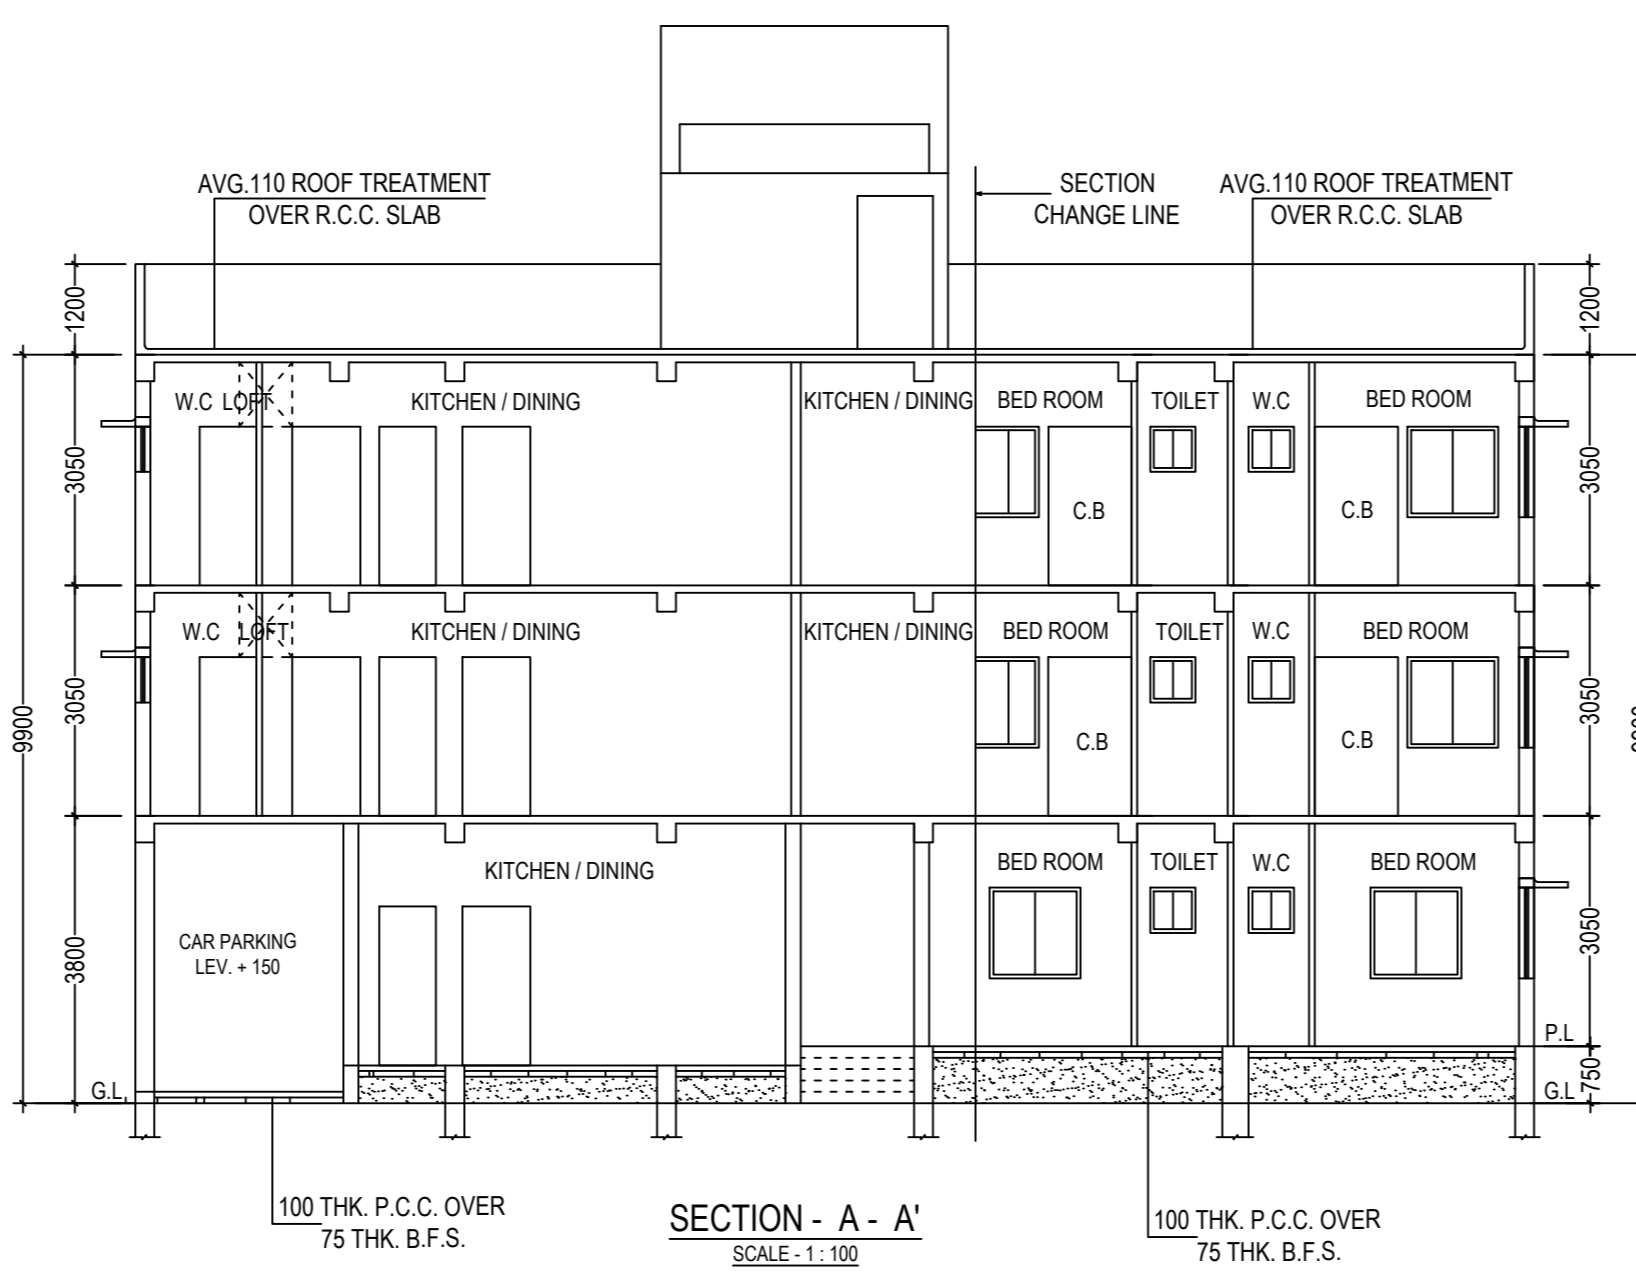 AVG.110 ROOF TREATMENT
OVER R.C.C. SLAB
SECTION
CHANGE LINE
AVG.110 ROOF TREATMENT
OVER R.C.C. SLAB
1200
1200
W.C LOFT
KITCHEN / DINING
KITCHEN / DINING
BED ROOM
TOILET
W.C
BED ROOM
3050
3050
C.B
C.B
W.C LOFT
KITCHEN / DINING
KITCHEN / DINING
BED ROOM
TOILET
W.C
BED ROOM
3050
3050
9900
C.B
C.B
KITCHEN / DINING
BED ROOM
TOILET
W.C
BED ROOM
CAR PARKING
LEV. + 150
3800
3050
P.L
G.L
750
G.L
100 THK. P.C.C. OVER
75 THK. B.F.S.
SECTION - A - A'
SCALE - 1 : 100
100 THK. P.C.C. OVER
75 THK. B.F.S.